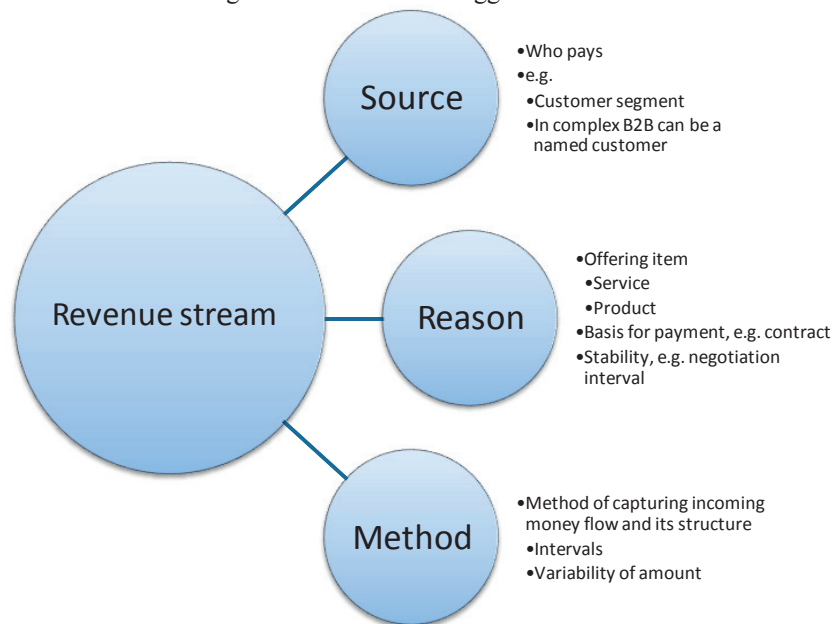 Source
•Who pays
•e.g.
•Customer segment
•In complex B2B can be a
named customer
Revenue stream
Reason
•Offering item
•Service
•Product
•Basis for payment, e.g. contract
•Stability, e.g. negotiation
interval
Method
•Method of capturing incoming
money flow and its structure
•Intervals
•Variability of amount